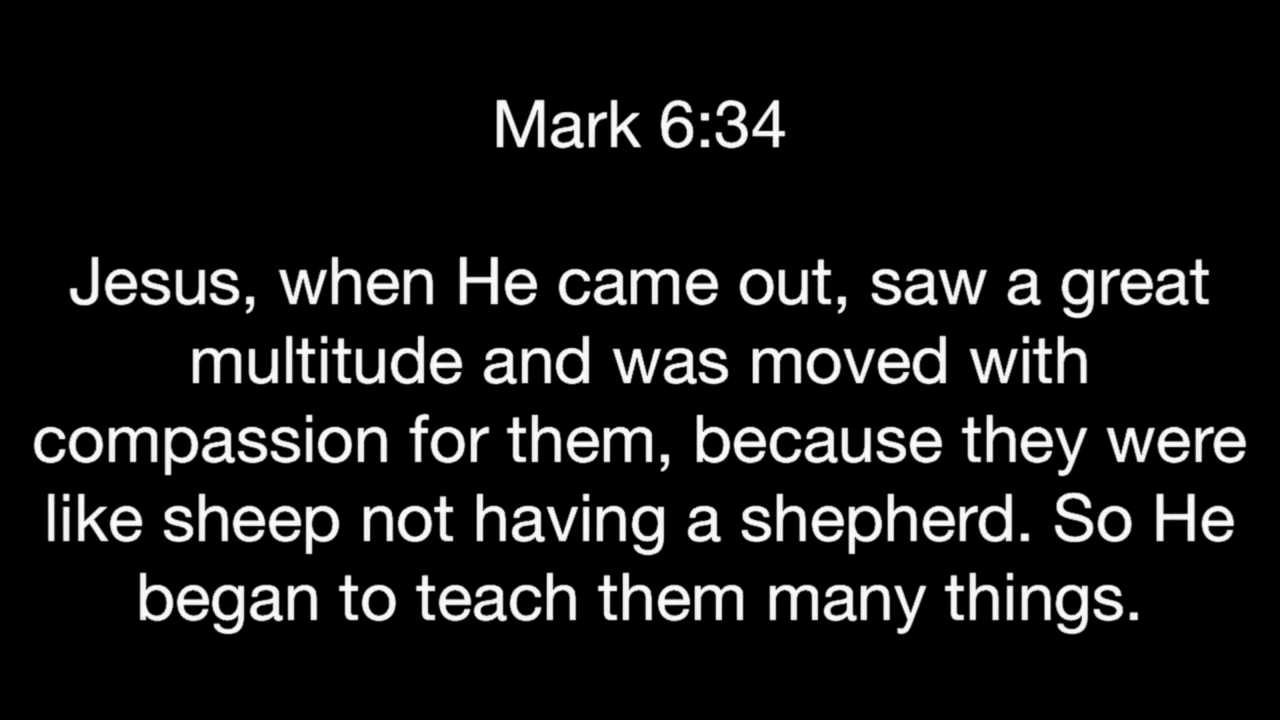 Mark 6:34
Jesus, when He came out, saw a great
multitude and was moved with
compassion for them, because they were
like sheep not having a shepherd. So He
began to teach them many things.